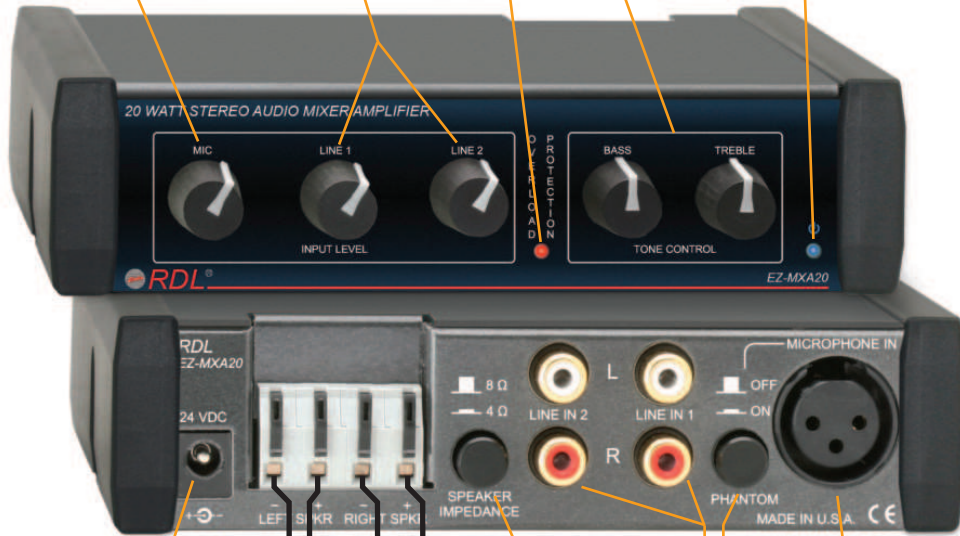 20 WATT STEREO AUDIO MIXER/AMPLIFIER
MIC
LINE 1
LINE 2
INPUT LEVEL
OVERLOAD
PROTECTION
BASS
TREBLE
TONE CONTROL
RDL®
EZ-MXA20
RDL
EZ-MXA20
24 VDC
- + - +
LEFT SPKR RIGHT SPKR
8 Ω
4 Ω
SPEAKER
IMPEDANCE
L
LINE IN 2
LINE IN 1
R
MICROPHONE IN
OFF
ON
PHANTOM
MADE IN U.S.A. CE